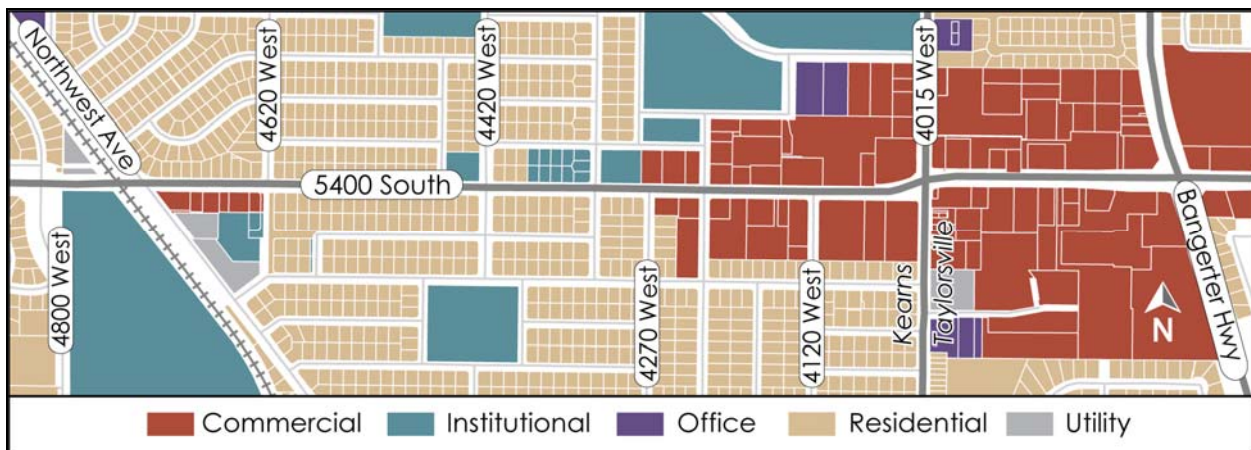 Northwest Ave
4620 West
4420 West
4015 West
5400 South
4800 West
4270 West
4120 West
Kearns
Taylorsville
Bangerter Hwy
N
Commercial
Institutional
Office
Residential
Utility